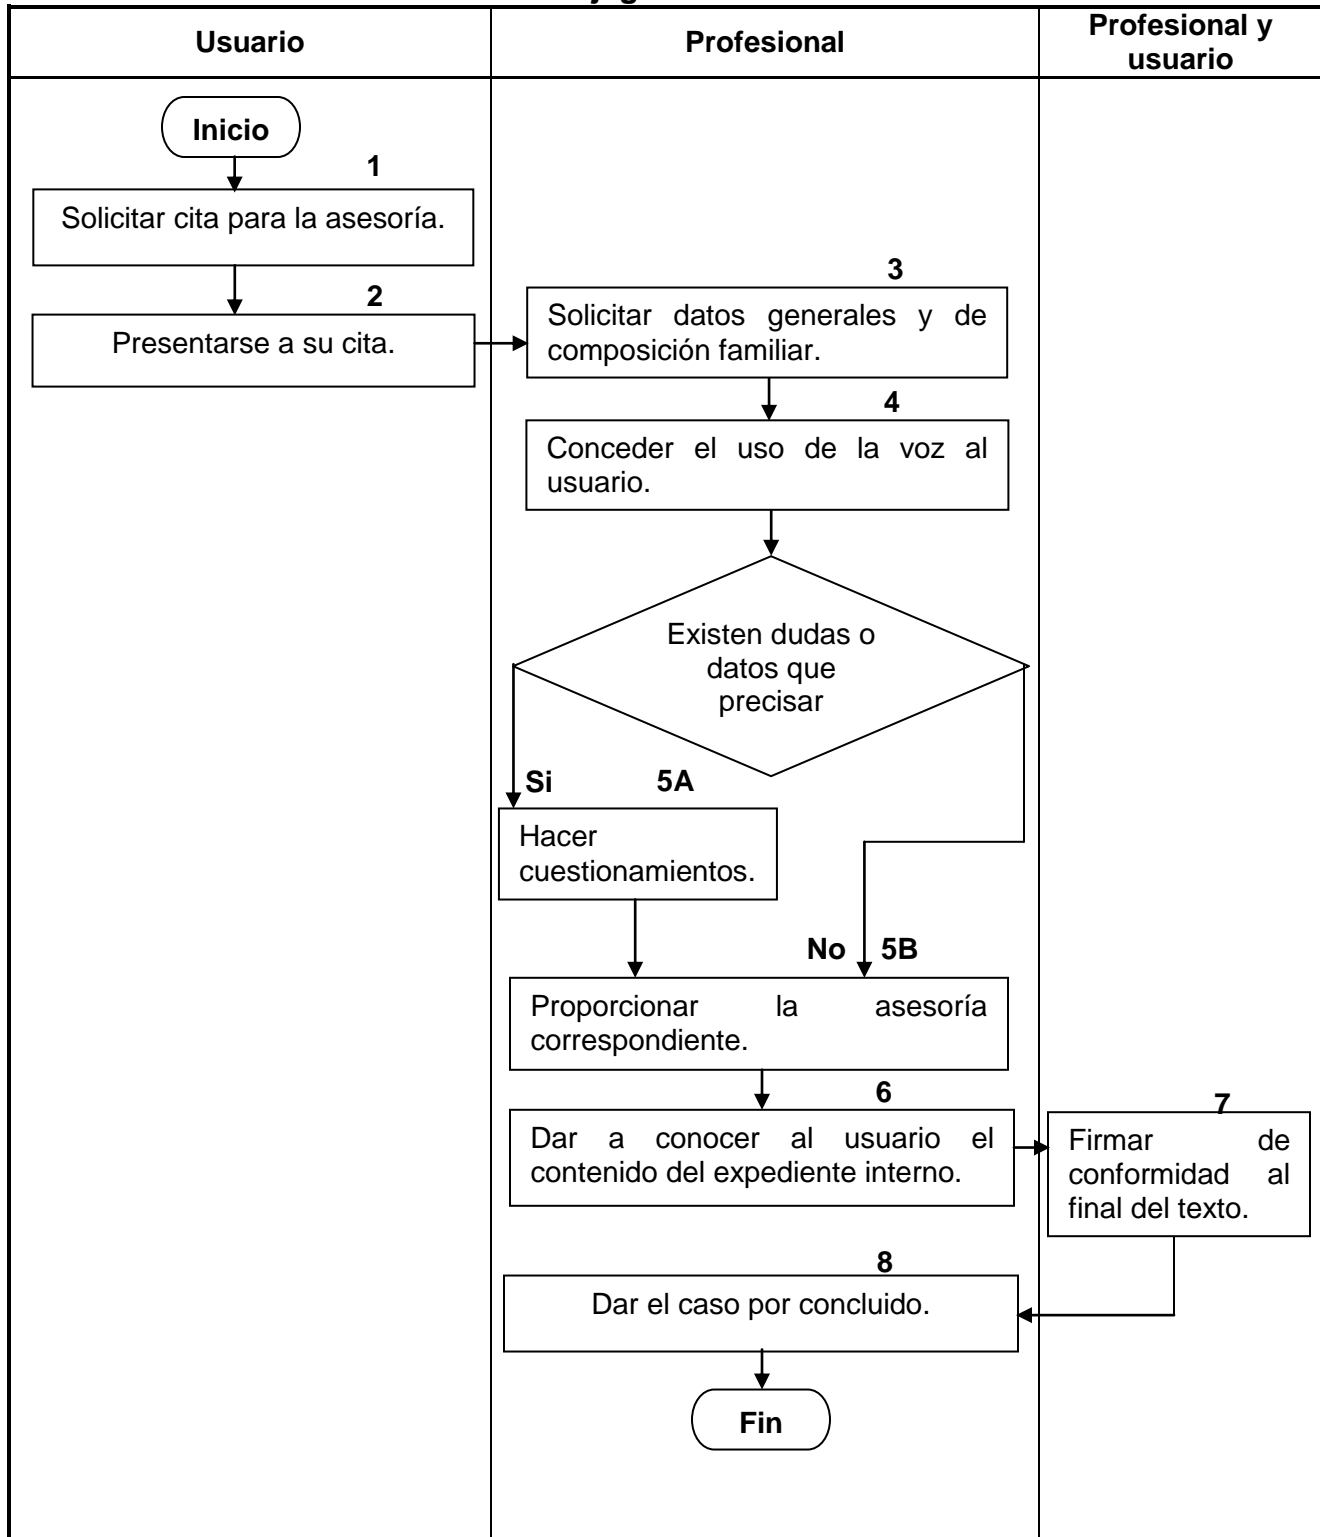 Usuario
Profesional
Profesional y
usuario
Inicio
1
Solicitar cita para la asesoría.
2
Presentarse a su cita.
3
Solicitar datos generales y de
composición familiar.
4
Conceder el uso de la voz al
usuario.
Existen dudas o
datos que
precisar
Si
5A
Hacer
cuestionamientos.
No
5B
Proporcionar la asesoría
correspondiente.
6
Dar a conocer al usuario el
contenido del expediente interno.
7
Firmar de
conformidad al
final del texto.
8
Dar el caso por concluido.
Fin